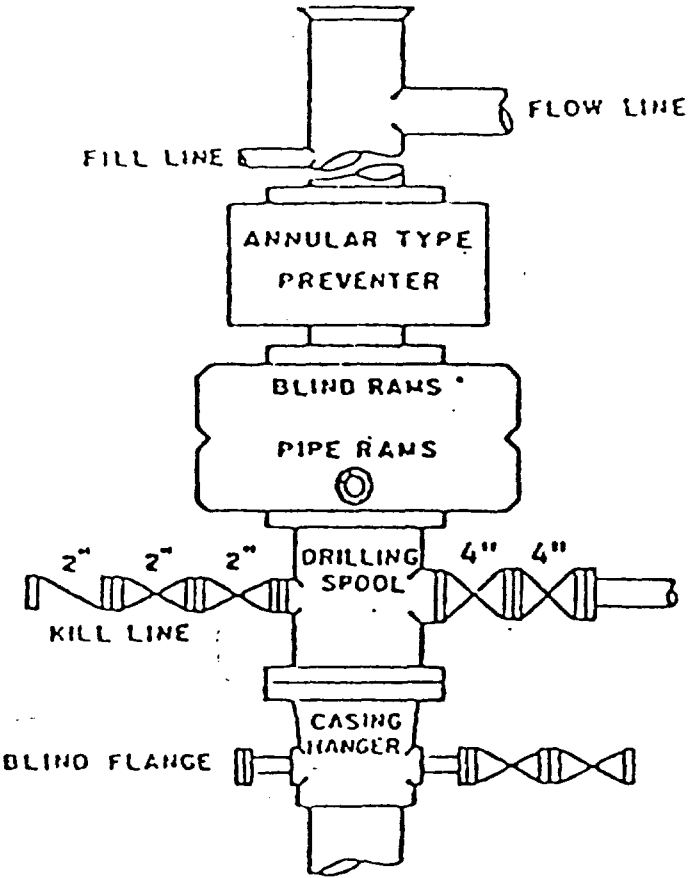 FLOW LINE
FILL LINE
ANNULAR TYPE
PREVENTER
BLIND RAMS
PIPE RAMS
2" 2" 2"
DRILLING
SPOOL
4" 4"
KILL LINE
CASING
HANGER
BLIND FLANGE